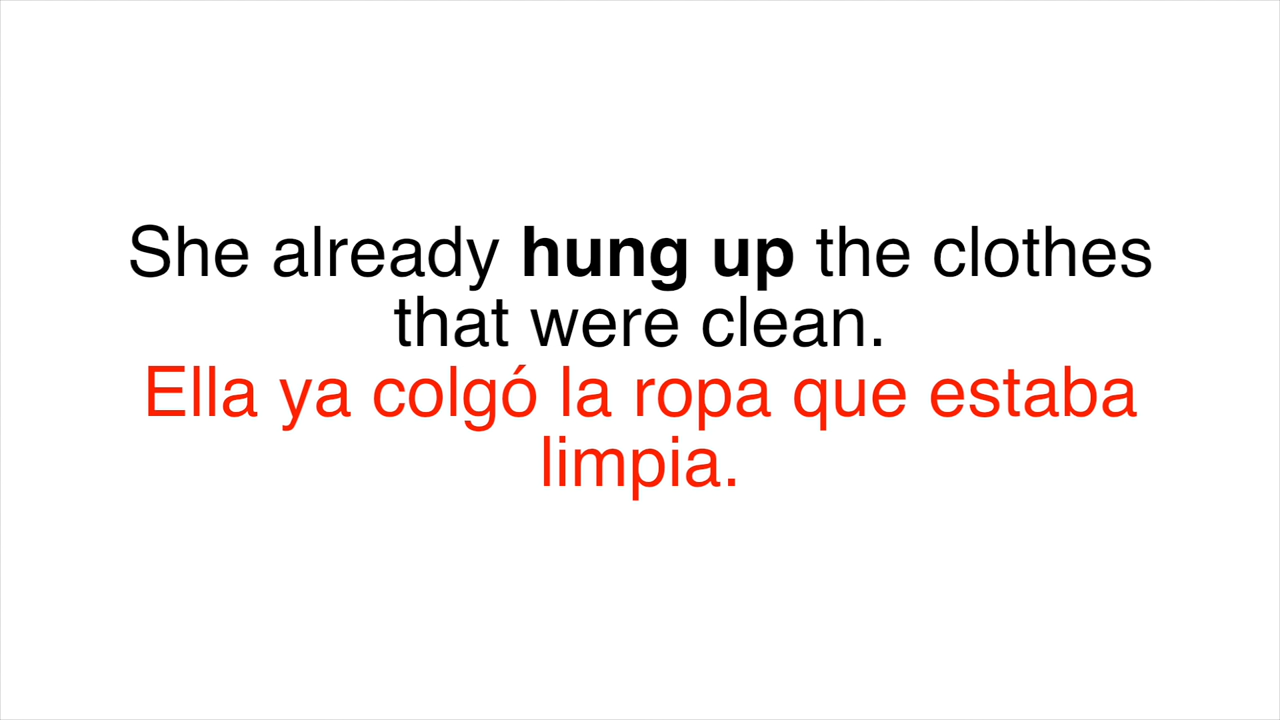 She already hung up the clothes
that were clean.
Ella ya colgó la ropa que estaba
limpia.